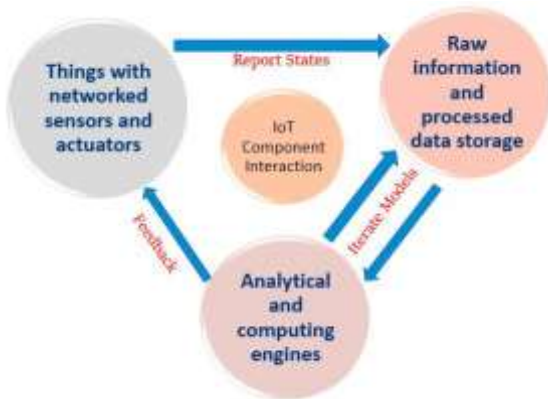 Things with
networked
sensors and
actuators
Report States
Raw
information
and
processed
data storage
IoT
Component
Interaction
Feedback
Iterate Models
Analytical
and
computing
engines